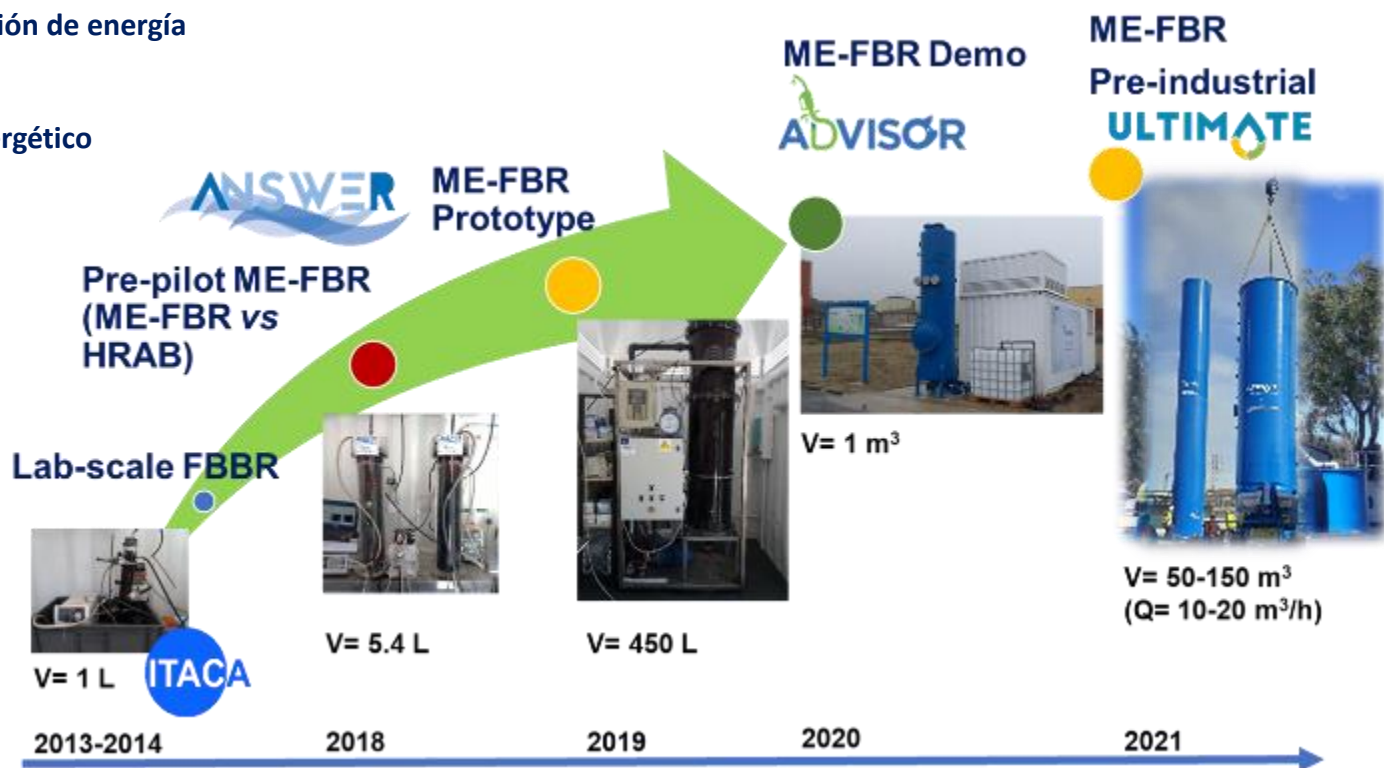 ión de energía
rgético
ANSWER
Pre-pilot ME-FBR
(ME-FBR vs
HRAB)
ME-FBR
Prototype
ME-FBR Demo
ADVISOR
ME-FBR
Pre-industrial
ULTIMATE
Lab-scale FBBR
V= 1 L
ITACA
V= 5.4 L
V= 450 L
V= 1 m³
V= 50-150 m³
(Q= 10-20 m³/h)
2013-2014
2018
2019
2020
2021